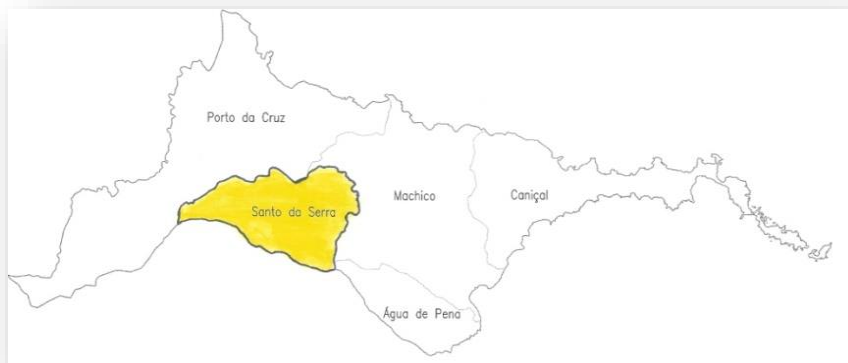 Porto da Cruz
Santo da Serra
Machico
Caniçal
Água de Pena